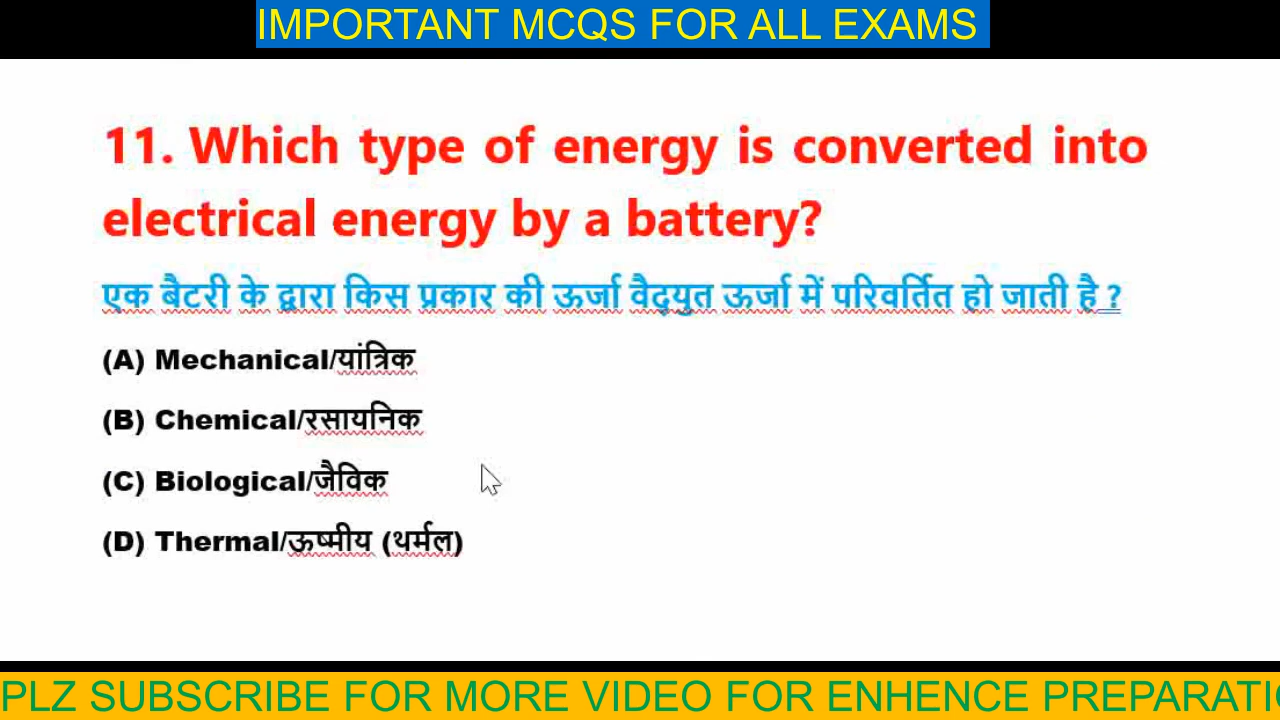 IMPORTANT MCQS FOR ALL EXAMS
11. Which type of energy is converted into
electrical energy by a battery?
एक बैटरी के द्वारा किस प्रकार की ऊर्जा वैद्युत ऊर्जा में परिवर्तित हो जाती है ?
(A) Mechanical/यांत्रिक
(B) Chemical/रसायनिक
(C) Biological/जैविक
(D) Thermal/ऊष्मीय (थर्मल)
PLZ SUBSCRIBE FOR MORE VIDEO FOR ENHENCE PREPARATIO